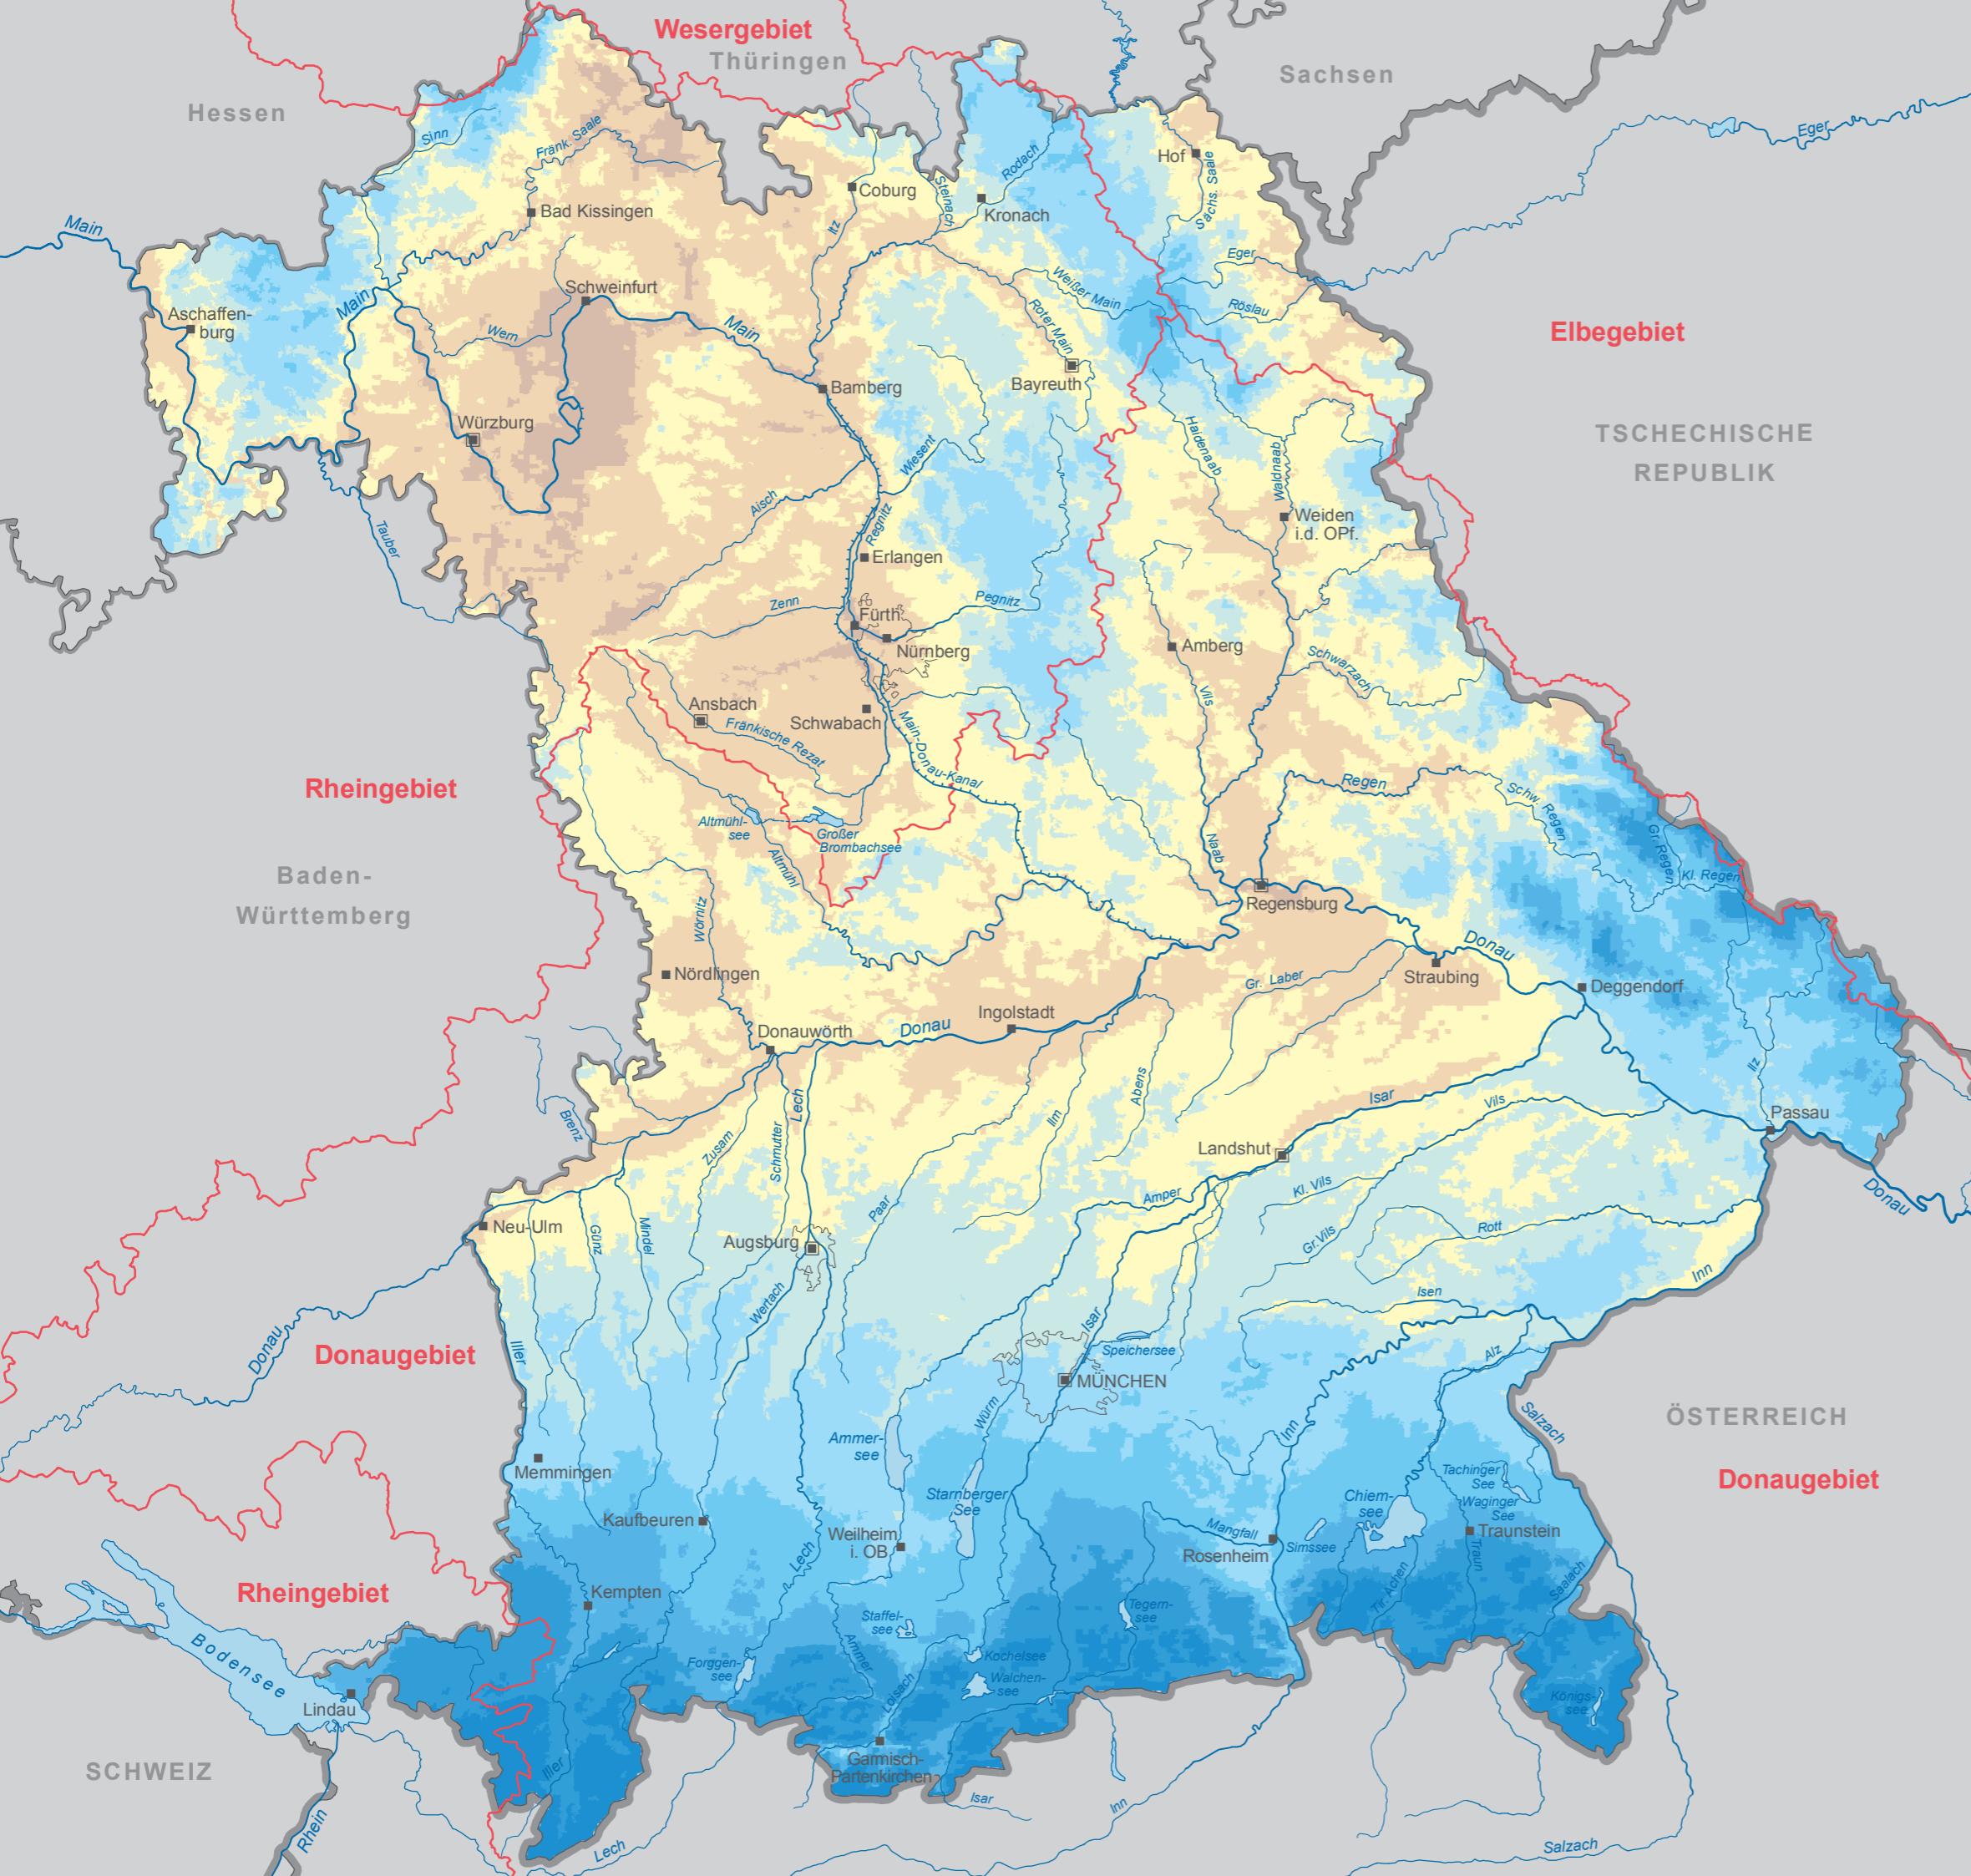 Wesergebiet
Thüringen
Sachsen
Hessen
Eger
Sinn
Fränk. Saale
Hof
Sächs. Saale
Rodach
Steinach
Coburg
Kronach
Bad Kissingen
Itz
Main
Eger
Röslau
Weißer Main
Roter Main
Schweinfurt
Main
Aschaffen-
burg
Wern
Main
Elbegebiet
Bayreuth
Bamberg
Würzburg
Wiesent
Haidenaab
Waldnaab
TSCHECHISCHE
REPUBLIK
Aisch
Regnitz
Weiden
i.d. OPf.
Tauber
Erlangen
Zenn
Pegnitz
Fürth
Nürnberg
Amberg
Schwarzach
Vils
Ansbach
Schwabach
Fränkische Rezat
Main-Donau-Kanal
Rheingebiet
Regen
Schw. Regen
Altmühl-
see
Großer
Brombachsee
Altmühl
Naab
Gr. Regen
Kl. Regen
Baden-
Württemberg
Regensburg
Wörnitz
Donau
Nördlingen
Gr. Laber
Straubing
Deggendorf
Ingolstadt
Donau
Donauwörth
Ilz
Abens
Isar
Vils
Lech
Ilm
Brenz
Passau
Zusam
Schmutter
Landshut
Donau
Paar
Amper
Kl. Vils
Neu-Ulm
Günz
Mindel
Augsburg
Gr. Vils
Rott
Inn
Wertach
Isen
Isar
Donau
Iller
Donaugebiet
Speichersee
Alz
MÜNCHEN
ÖSTERREICH
Salzach
Würm
Inn
Ammer-
see
Memmingen
Tachinger
See
Donaugebiet
Starnberger
See
Chiem-
see
Waginger
See
Kaufbeuren
Weilheim
i. OB
Mangfall
Traunstein
Rosenheim
Simssee
Lech
Traun
Rheingebiet
Kempten
Tir. Achen
Saalach
Staffel-
see
Tegern-
see
Bodensee
Ammer
Kochelsee
Forggen-
see
Walchen-
see
Loisach
Lindau
Königs-
see
SCHWEIZ
Iller
Garmisch-
Partenkirchen
Isar
Inn
Rhein
Lech
Salzach